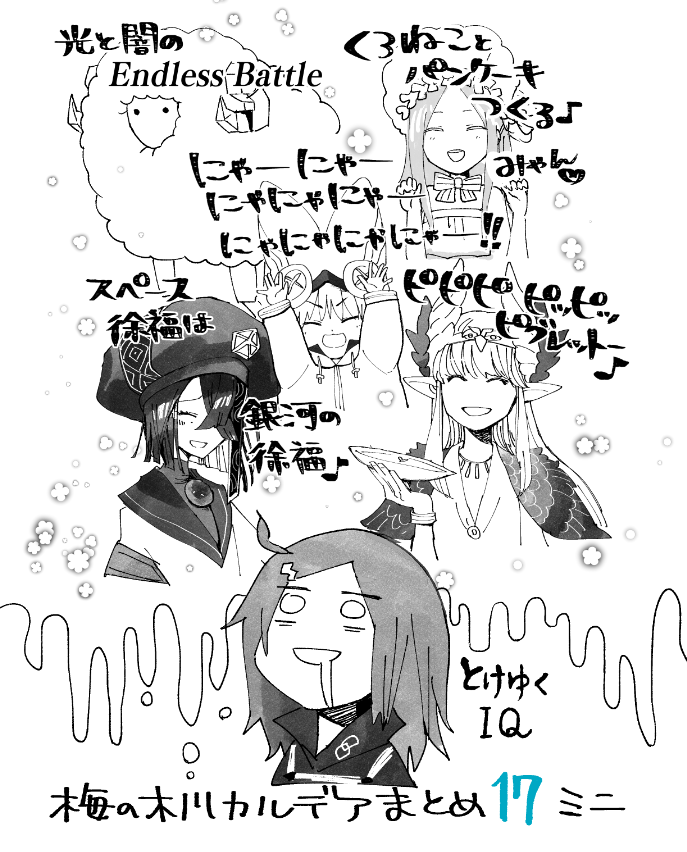 光と闇の
Endless Battle
くろねこと
パンケーキ
つくる♪
にゃーにゃー
にゃにゃにゃー
にゃにゃにゃにゃー!!
みゃん♥
スペース
徐福は
銀河の
徐福♪
ピピピ ピッピッ
ピブレットー♪
とけゆく
IQ
梅の木川カルデアまとめ17 ミニ